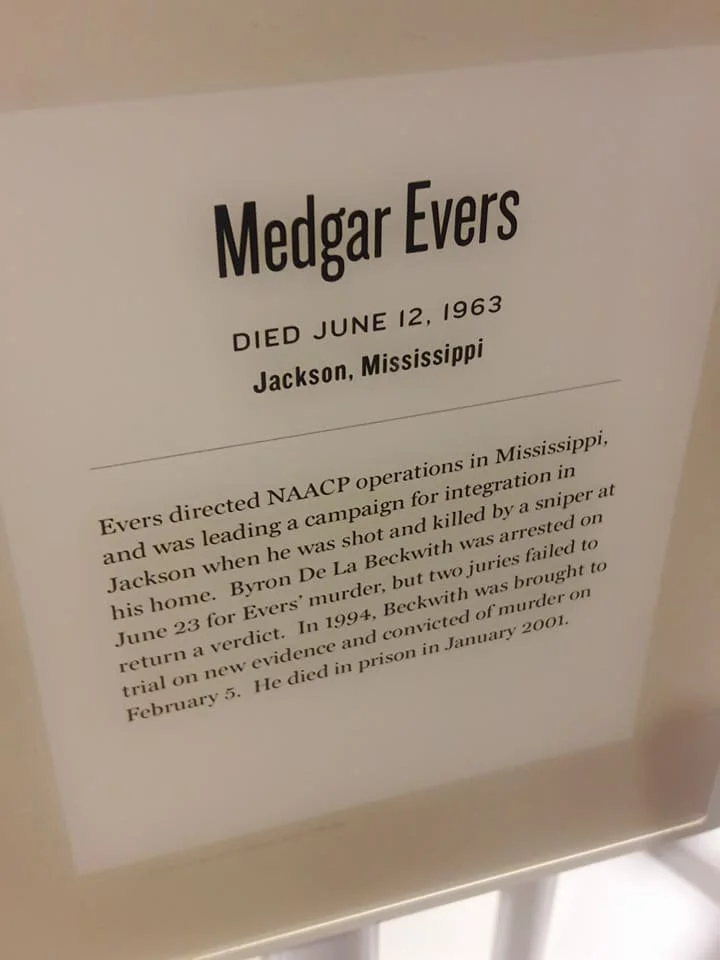 Medgar Evers
DIED JUNE 12, 1963
Jackson, Mississippi
Evers directed NAACP operations in Mississippi,
and was leading a campaign for integration in
Jackson when he was shot and killed by a sniper at
his home.  Byron De La Beckwith was arrested on
June 23 for Evers' murder, but two juries failed to
return a verdict.  In 1994, Beckwith was brought to
trial on new evidence and convicted of murder on
February 5.  He died in prison in January 2001.